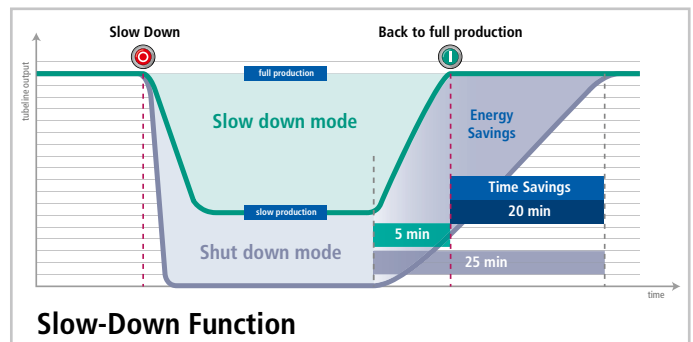 Slow Down
Back to full production
tubeline output
full production
Slow down mode
Energy
Savings
Time Savings
slow production
20 min
5 min
Shut down mode
25 min
time
Slow-Down Function